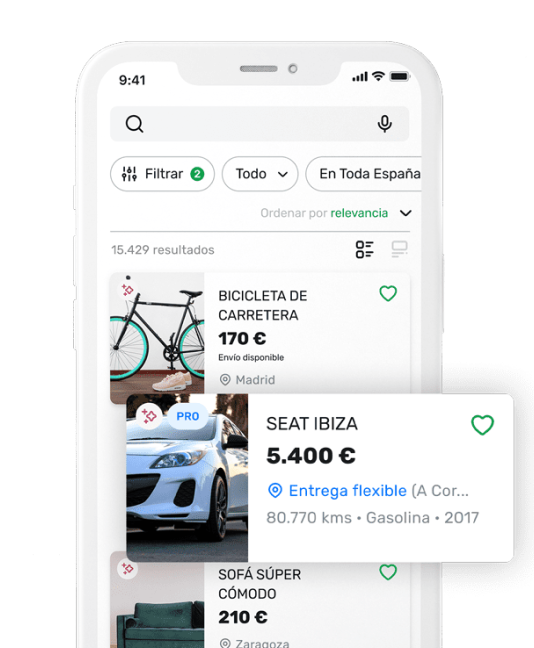 9:41
Filtrar 2
Todo
En Toda España
Ordenar por relevancia
15.429 resultados
BICICLETA DE
CARRETERA
170 €
Envío disponible
Madrid
PRO
SEAT IBIZA
5.400 €
Entrega flexible (A Cor...
80.770 kms • Gasolina • 2017
SOFÁ SÚPER
CÓMODO
210 €
Zaragoza